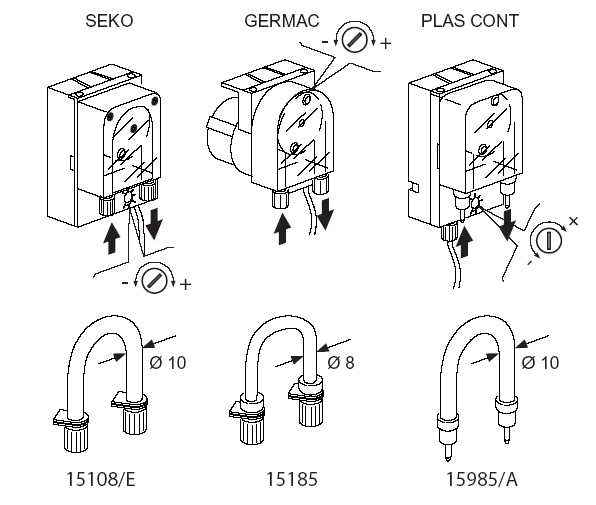 SEKO GERMAC PLAS CONT
- +
- +
- ×
Ø 10 Ø 8 Ø 10
15108/E 15185 15985/A